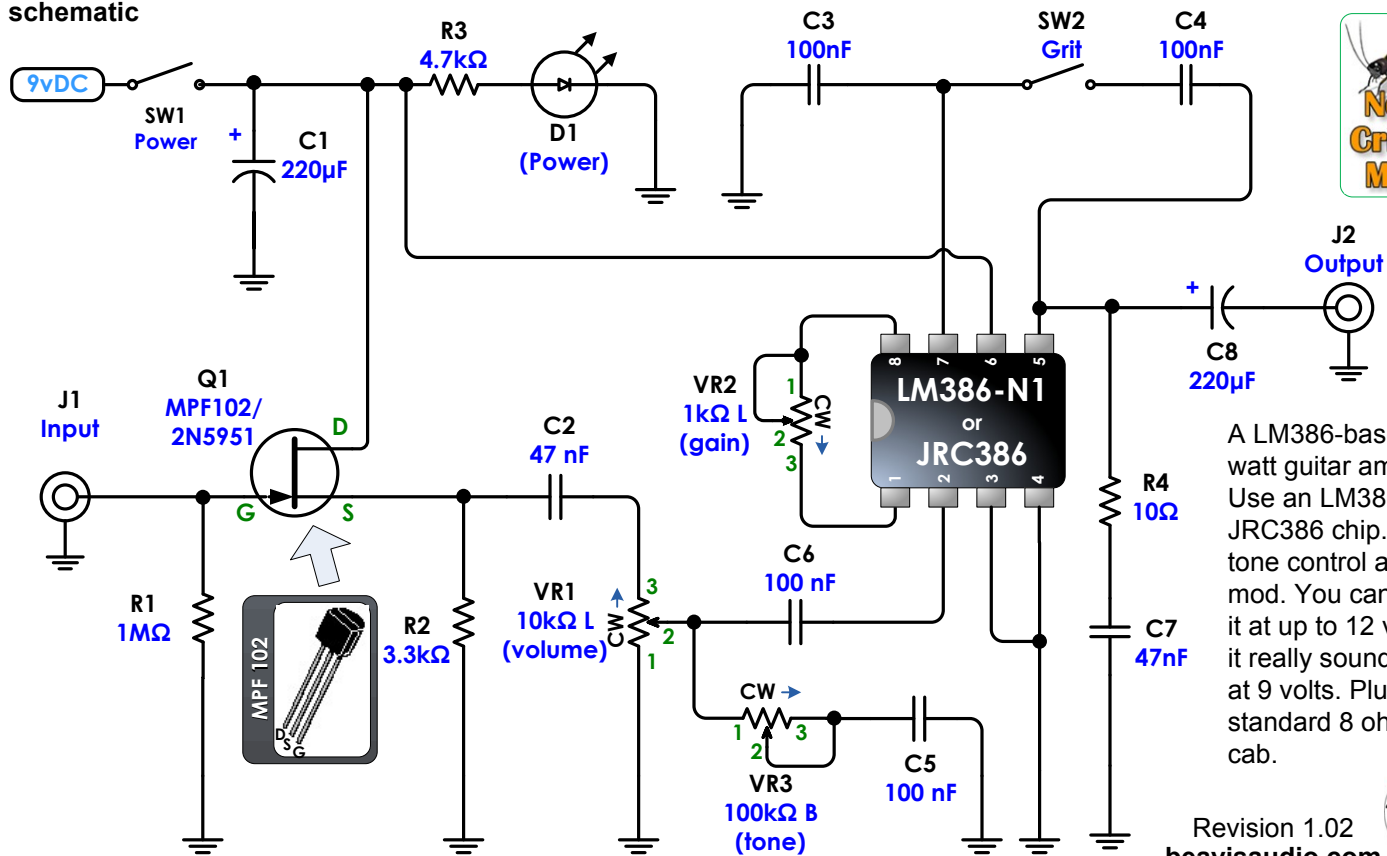 schematic
9vDC
SW1
Power
+
C1
220µF
R3
4.7kΩ
D1
(Power)
C3
100nF
SW2
Grit
C4
100nF
J2
Output
+
C8
220µF
J1
Input
Q1
MPF102/
2N5951
D
G
S
C2
47 nF
VR2
1kΩ L
(gain)
1
2
3
CW
8
7
6
5
LM386-N1
or
JRC386
1
2
3
4
R4
10Ω
C7
47nF
R1
1MΩ
MPF 102
D
S
G
R2
3.3kΩ
VR1
10kΩ L
(volume)
CW
3
2
1
C6
100 nF
CW
1
2
3
VR3
100kΩ B
(tone)
C5
100 nF
A LM386-bas
watt guitar am
Use an LM38
JRC386 chip.
tone control a
mod. You can
it at up to 12 v
it really sound
at 9 volts. Plu
standard 8 oh
cab.
Revision 1.02
beavisaudio.com